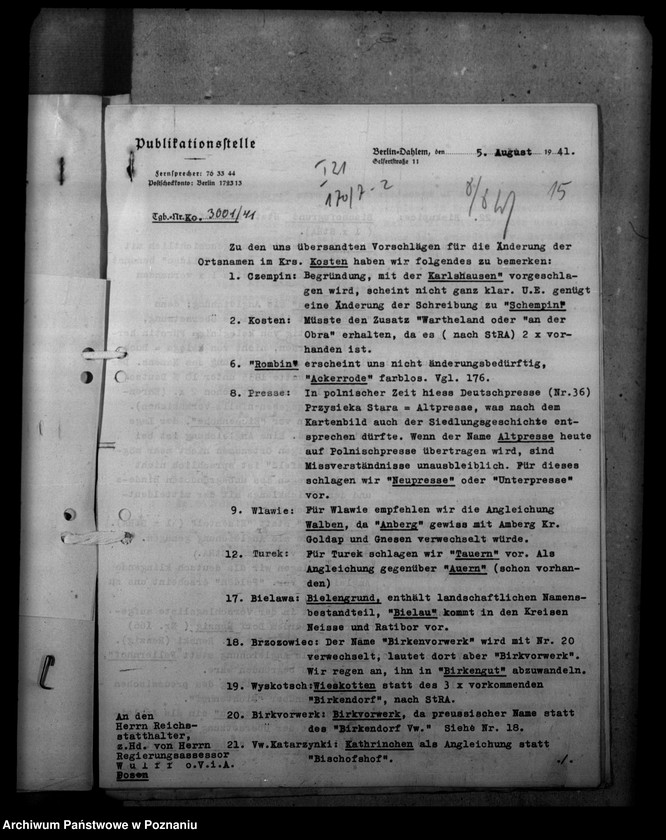 Publikationsstelle
Fernsprecher: 76 33 44
Postscheckkonto: Berlin 1723 13
Berlin-Dahlem, den 5. August 1941.
Gelfertstraße 11
I 21
170/7-2
8/8
15
Tgb.-Nr. Ko. 3001/41
Zu den uns übersandten Vorschlägen für die Änderung der
Ortsnamen im Krs. Kosten haben wir folgendes zu bemerken:
1. Czempin: Begründung, mit der Karlshausen" vorgeschla-
gen wird, scheint nicht ganz klar. U.E. genügt
eine Änderung der Schreibung zu "Schempin"
2. Kosten: Müsste den Zusatz "Wartheland oder "an der
Obra" erhalten, da es ( nach StRA) 2 x vor-
handen ist.
6. "Rombin" erscheint uns nicht änderungsbedürftig,
"Ackerrode" farblos. Vgl. 176.
8. Presse: In polnischer Zeit hiess Deutschpresse (Nr.36)
Przysieka Stara = Altpresse, was nach dem
Kartenbild auch der Siedlungsgeschichte ent-
sprechen dürfte. Wenn der Name Altpresse heute
auf Polnischpresse übertragen wird, sind
Missverständnisse unausbleiblich. Für dieses
schlagen wir "Neupresse" oder "Unterpresse"
vor.
9. Wlawie: Für Wlawie empfehlen wir die Angleichung
Walben, da "Anberg" gewiss mit Amberg Kr.
Goldap und Gnesen verwechselt würde.
12. Turek: Für Turek schlagen wir "Tauern" vor. Als
Angleichung gegenüber "Auern" (schon vorhan-
den)
17. Bielawa: Bielengrund, enthält landschaftlichen Namens-
bestandteil, "Bielau" kommt in den Kreisen
Neisse und Ratibor vor.
18. Brzozowiec: Der Name "Birkenvorwerk" wird mit Nr. 20
verwechselt, lautet dort aber "Birkvorwerk".
Wir regen an, ihn in "Birkengut" abzuwandeln.
19. Wyskotsch: Wieskotten statt des 3 x vorkommenden
"Birkendorf", nach StRA.
20. Birkvorwerk: Birkvorwerk, da preussischer Name statt
des "Birkendorf Vw." Siehe Nr. 18.
21. Vw.Katarzynki: Kathrinchen als Angleichung statt
"Bischofshof".
./.
An den
Herrn Reichs-
statthalter,
z.Hd. von Herrn
Regierungsassessor
W u l f f o.V.i.A.
Posen
Archiwum Państwowe w Poznaniu